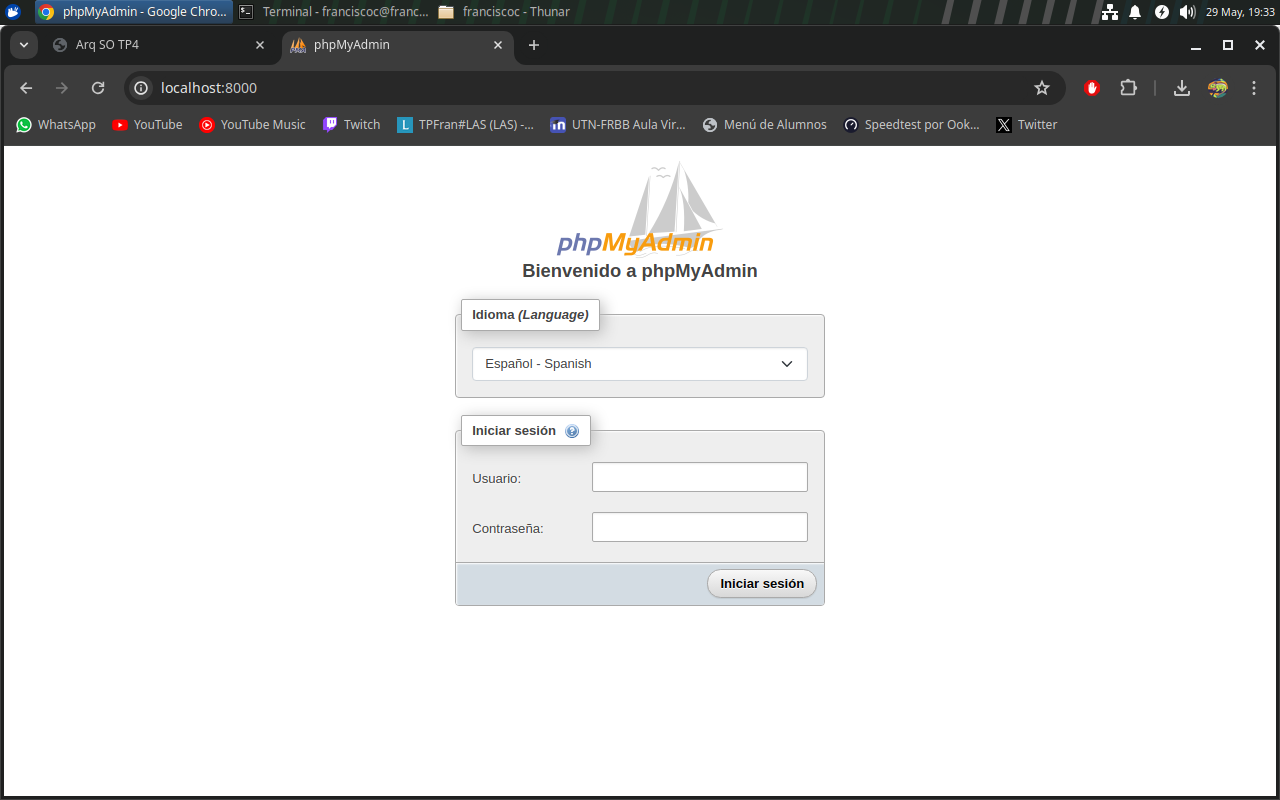 phpMyAdmin - Google Chro... Terminal - franciscoc@franc... franciscoc - Thunar 29 May, 19:33
Arq SO TP4 phpMyAdmin
localhost:8000
WhatsApp YouTube YouTube Music Twitch TPFran#LAS (LAS) -... UTN-FRBB Aula Vir... Menú de Alumnos Speedtest por Ook... Twitter
phpMyAdmin
Bienvenido a phpMyAdmin
Idioma (Language)
Español - Spanish
Iniciar sesión
Usuario:
Contraseña:
Iniciar sesión